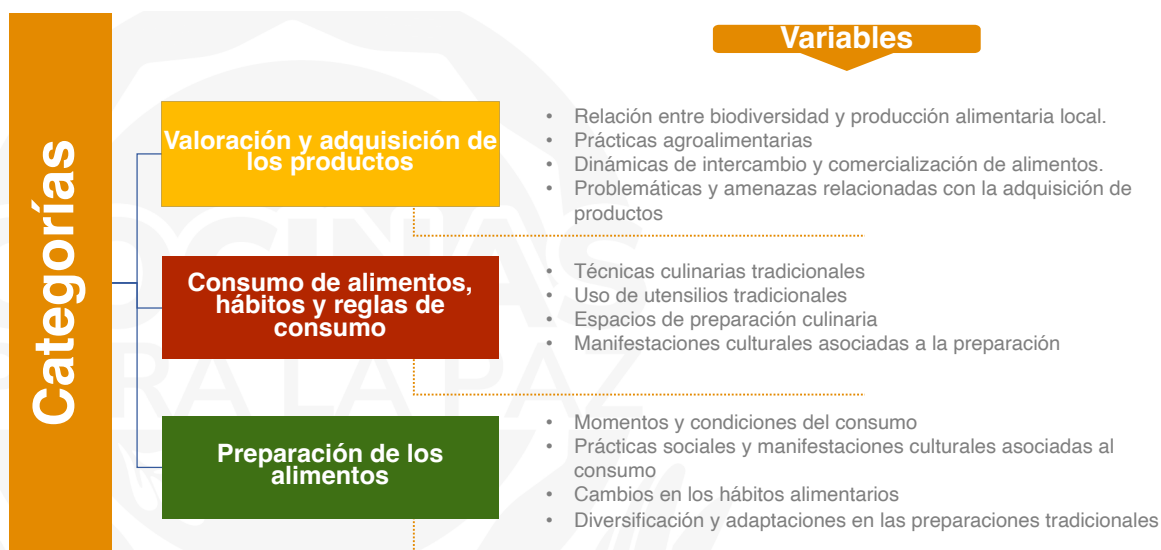 Categorías
Variables
Valoración y adquisición de
los productos
• Relación entre biodiversidad y producción alimentaria local.
• Prácticas agroalimentarias
• Dinámicas de intercambio y comercialización de alimentos.
• Problemáticas y amenazas relacionadas con la adquisición de
productos
Consumo de alimentos,
hábitos y reglas de
consumo
• Técnicas culinarias tradicionales
• Uso de utensilios tradicionales
• Espacios de preparación culinaria
• Manifestaciones culturales asociadas a la preparación
Preparación de los
alimentos
• Momentos y condiciones del consumo
• Prácticas sociales y manifestaciones culturales asociadas al
consumo
• Cambios en los hábitos alimentarios
• Diversificación y adaptaciones en las preparaciones tradicionales
COCINAS
PARA LA PAZ